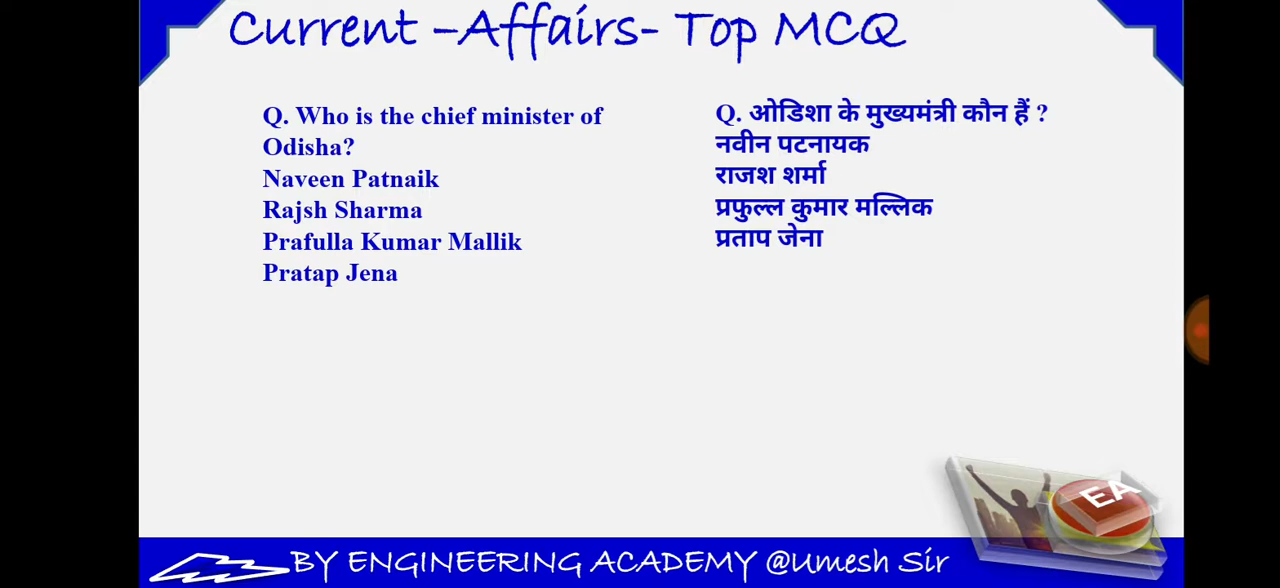 Current -Affairs- Top MCQ
Q. Who is the chief minister of
Odisha?
Naveen Patnaik
Rajsh Sharma
Prafulla Kumar Mallik
Pratap Jena
Q. ओडिशा के मुख्यमंत्री कौन हैं ?
नवीन पटनायक
राजश शर्मा
प्रफुल्ल कुमार मल्लिक
प्रताप जेना
EA
BY ENGINEERING ACADEMY @Umesh Sir